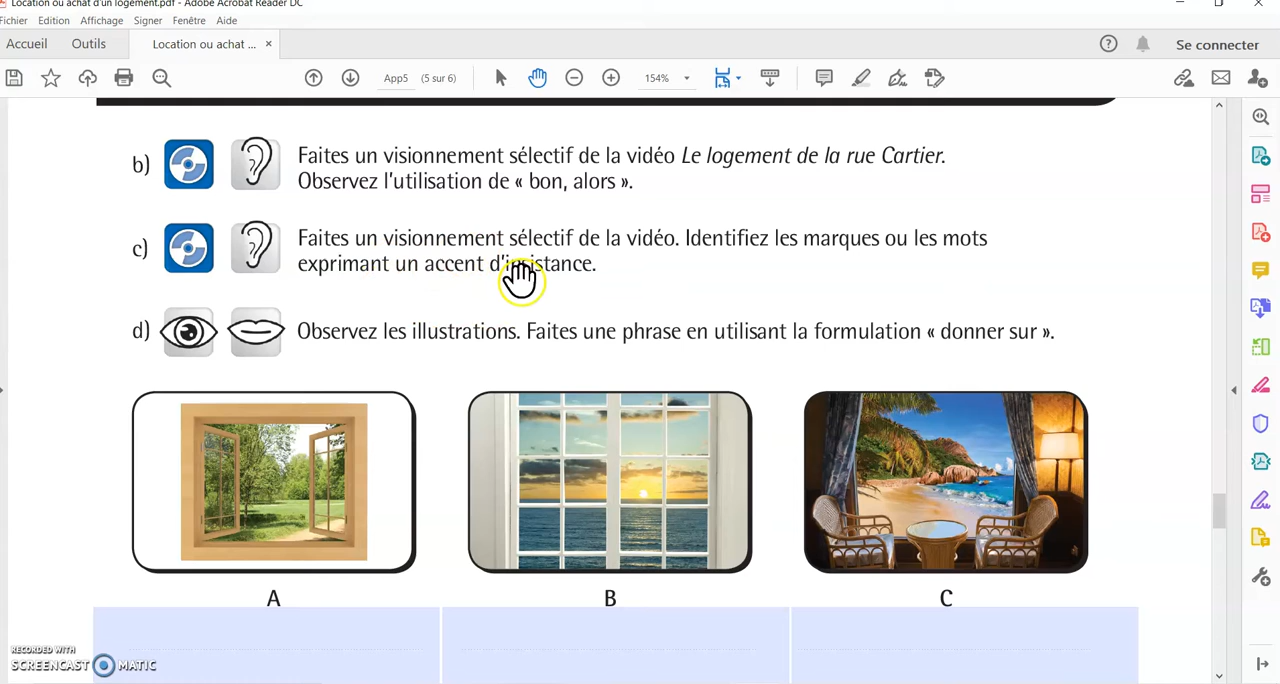 Location ou achat d'un logement.pdf - Adobe Acrobat Reader DC
Fichier Edition Affichage Signer Fenêtre Aide
Accueil Outils Location ou achat ... × Se connecter
App5 (5 sur 6) 154%
b) Faites un visionnement sélectif de la vidéo Le logement de la rue Cartier.
Observez l'utilisation de « bon, alors ».
c) Faites un visionnement sélectif de la vidéo. Identifiez les marques ou les mots
exprimant un accent d'insistance.
d) Observez les illustrations. Faites une phrase en utilisant la formulation « donner sur ».
A B C
RECORDED WITH
SCREENCAST MATIC